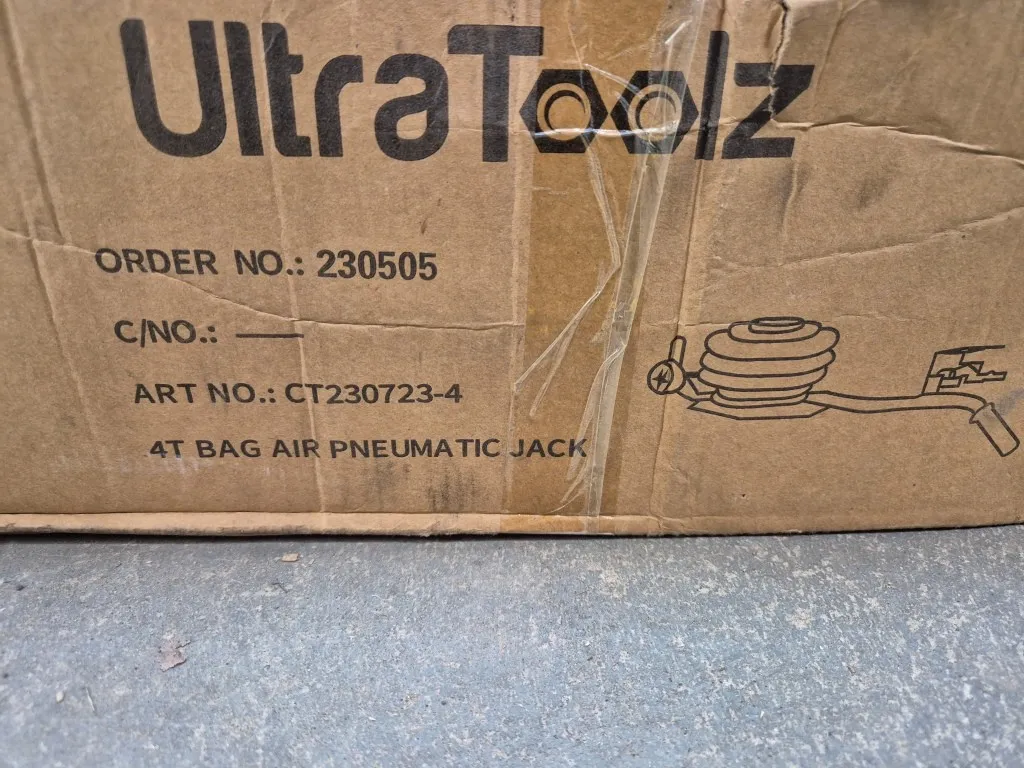 UltraToolz
ORDER NO.: 230505
C/NO.: ——
ART NO.: CT230723-4
4T BAG AIR PNEUMATIC JACK